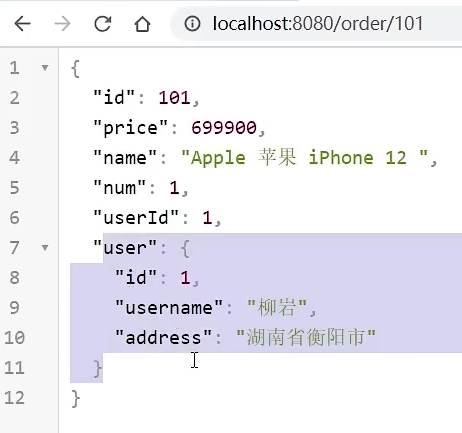 localhost:8080/order/101
1 {
2 "id": 101,
3 "price": 699900,
4 "name": "Apple 苹果 iPhone 12 ",
5 "num": 1,
6 "userId": 1,
7 "user": {
8 "id": 1,
9 "username": "柳岩",
10 "address": "湖南省衡阳市"
11 }
12 }